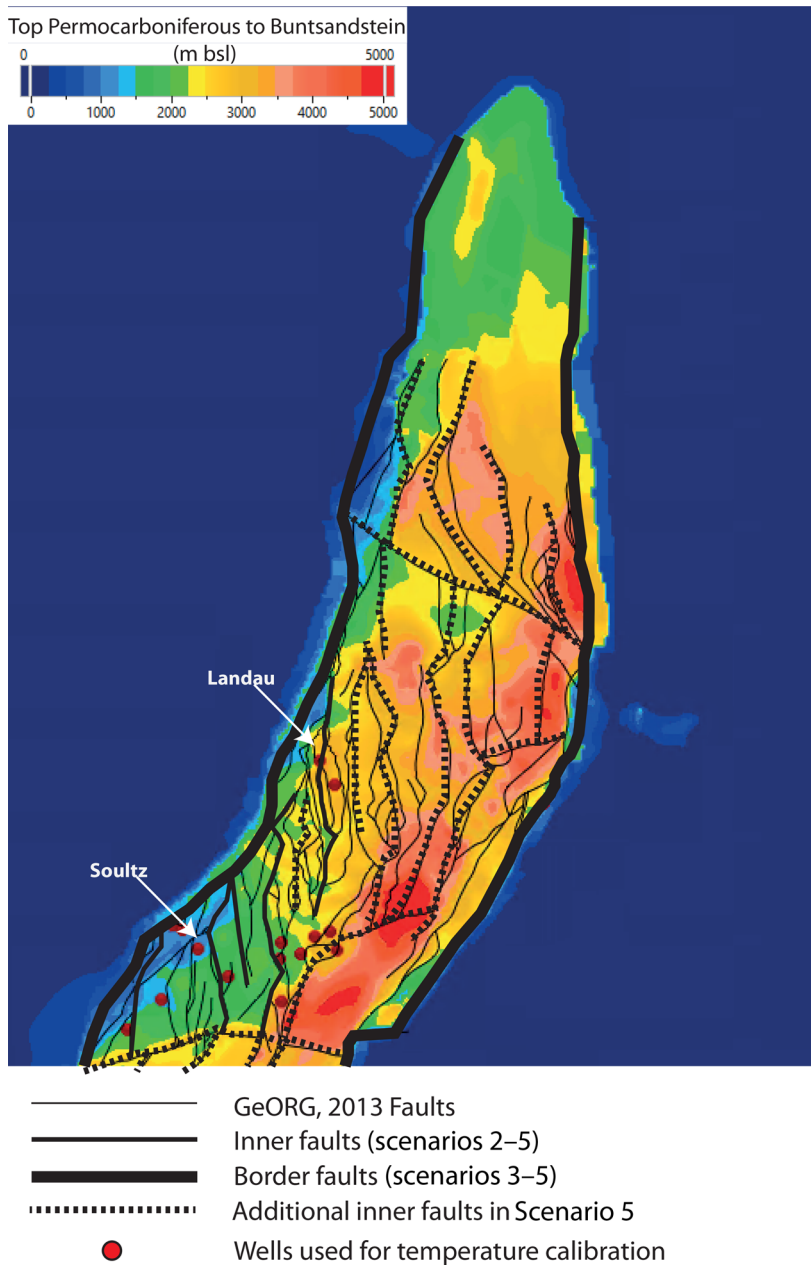 Top Permocarboniferous to Buntsandstein
(m bsl)
0 5000
0 1000 2000 3000 4000 5000
Landau
Soultz
GeORG, 2013 Faults
Inner faults (scenarios 2–5)
Border faults (scenarios 3–5)
Additional inner faults in Scenario 5
Wells used for temperature calibration